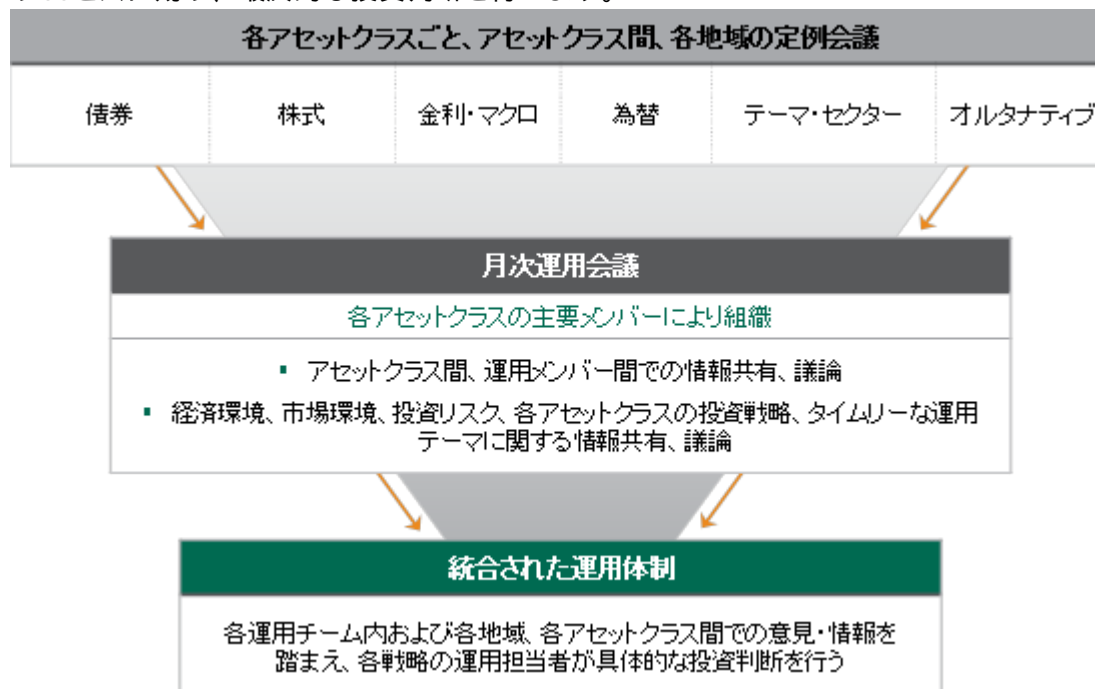 各アセットクラスごと、アセットクラス間、各地域の定例会議
債券 株式 金利・マクロ 為替 テーマ・セクター オルタナティブ
月次運用会議
各アセットクラスの主要メンバーにより組織
▪ アセットクラス間、運用メンバー間での情報共有、議論
▪ 経済環境、市場環境、投資リスク、各アセットクラスの投資戦略、タイムリーな運用
テーマに関する情報共有、議論
統合された運用体制
各運用チーム内および各地域、各アセットクラス間での意見・情報を
踏まえ、各戦略の運用担当者が具体的な投資判断を行う